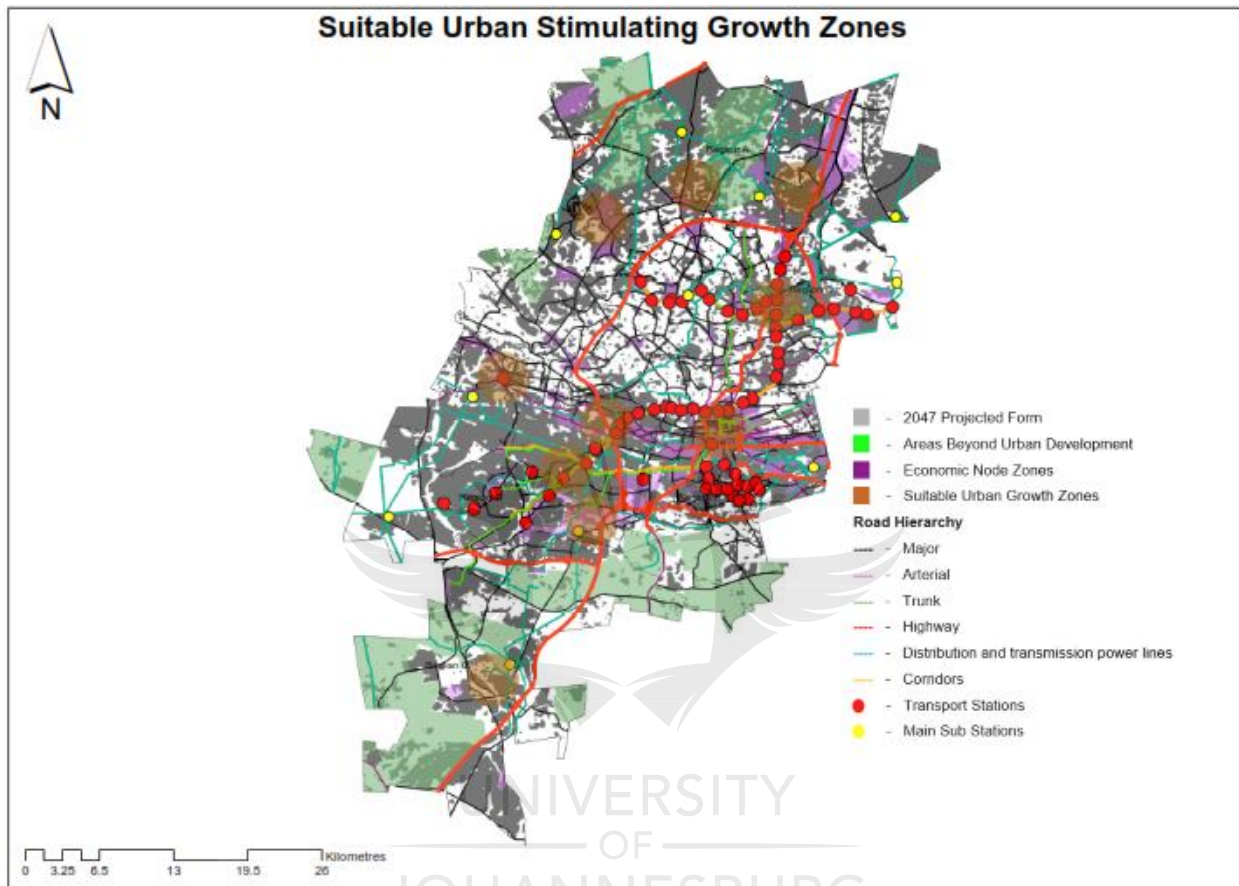 Suitable Urban Stimulating Growth Zones
N
Region A
- 2047 Projected Form
- Areas Beyond Urban Development
- Economic Node Zones
- Suitable Urban Growth Zones
Road Hierarchy
- Major
- Arterial
- Trunk
- Highway
- Distribution and transmission power lines
- Corridors
- Transport Stations
- Main Sub Stations
Kilometres
0 3.25 6.5 13 19.5 26
UNIVERSITY
OF
JOHANNESBURG